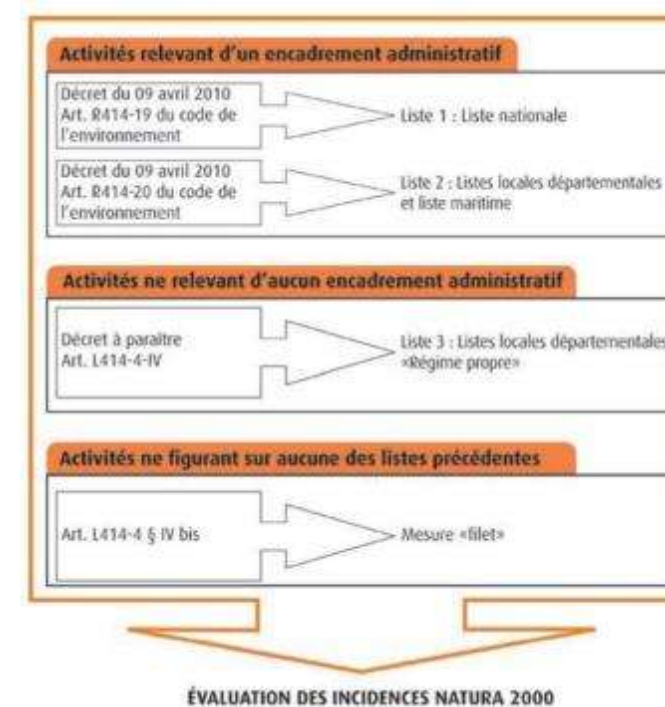 Activités relevant d'un encadrement administratif
Décret du 09 avril 2010
Art. R414-19 du code de
l'environnement
Liste 1 : Liste nationale
Décret du 09 avril 2010
Art. R414-20 du code de
l'environnement
Liste 2 : Listes locales départementales
et liste maritime
Activités ne relevant d'aucun encadrement administratif
Décret à paraître
Art. L414-4-IV
Liste 3 : Listes locales départementales
«Régime propre»
Activités ne figurant sur aucune des listes précédentes
Art. L414-4 § IV bis
Mesure «filet»
ÉVALUATION DES INCIDENCES NATURA 2000